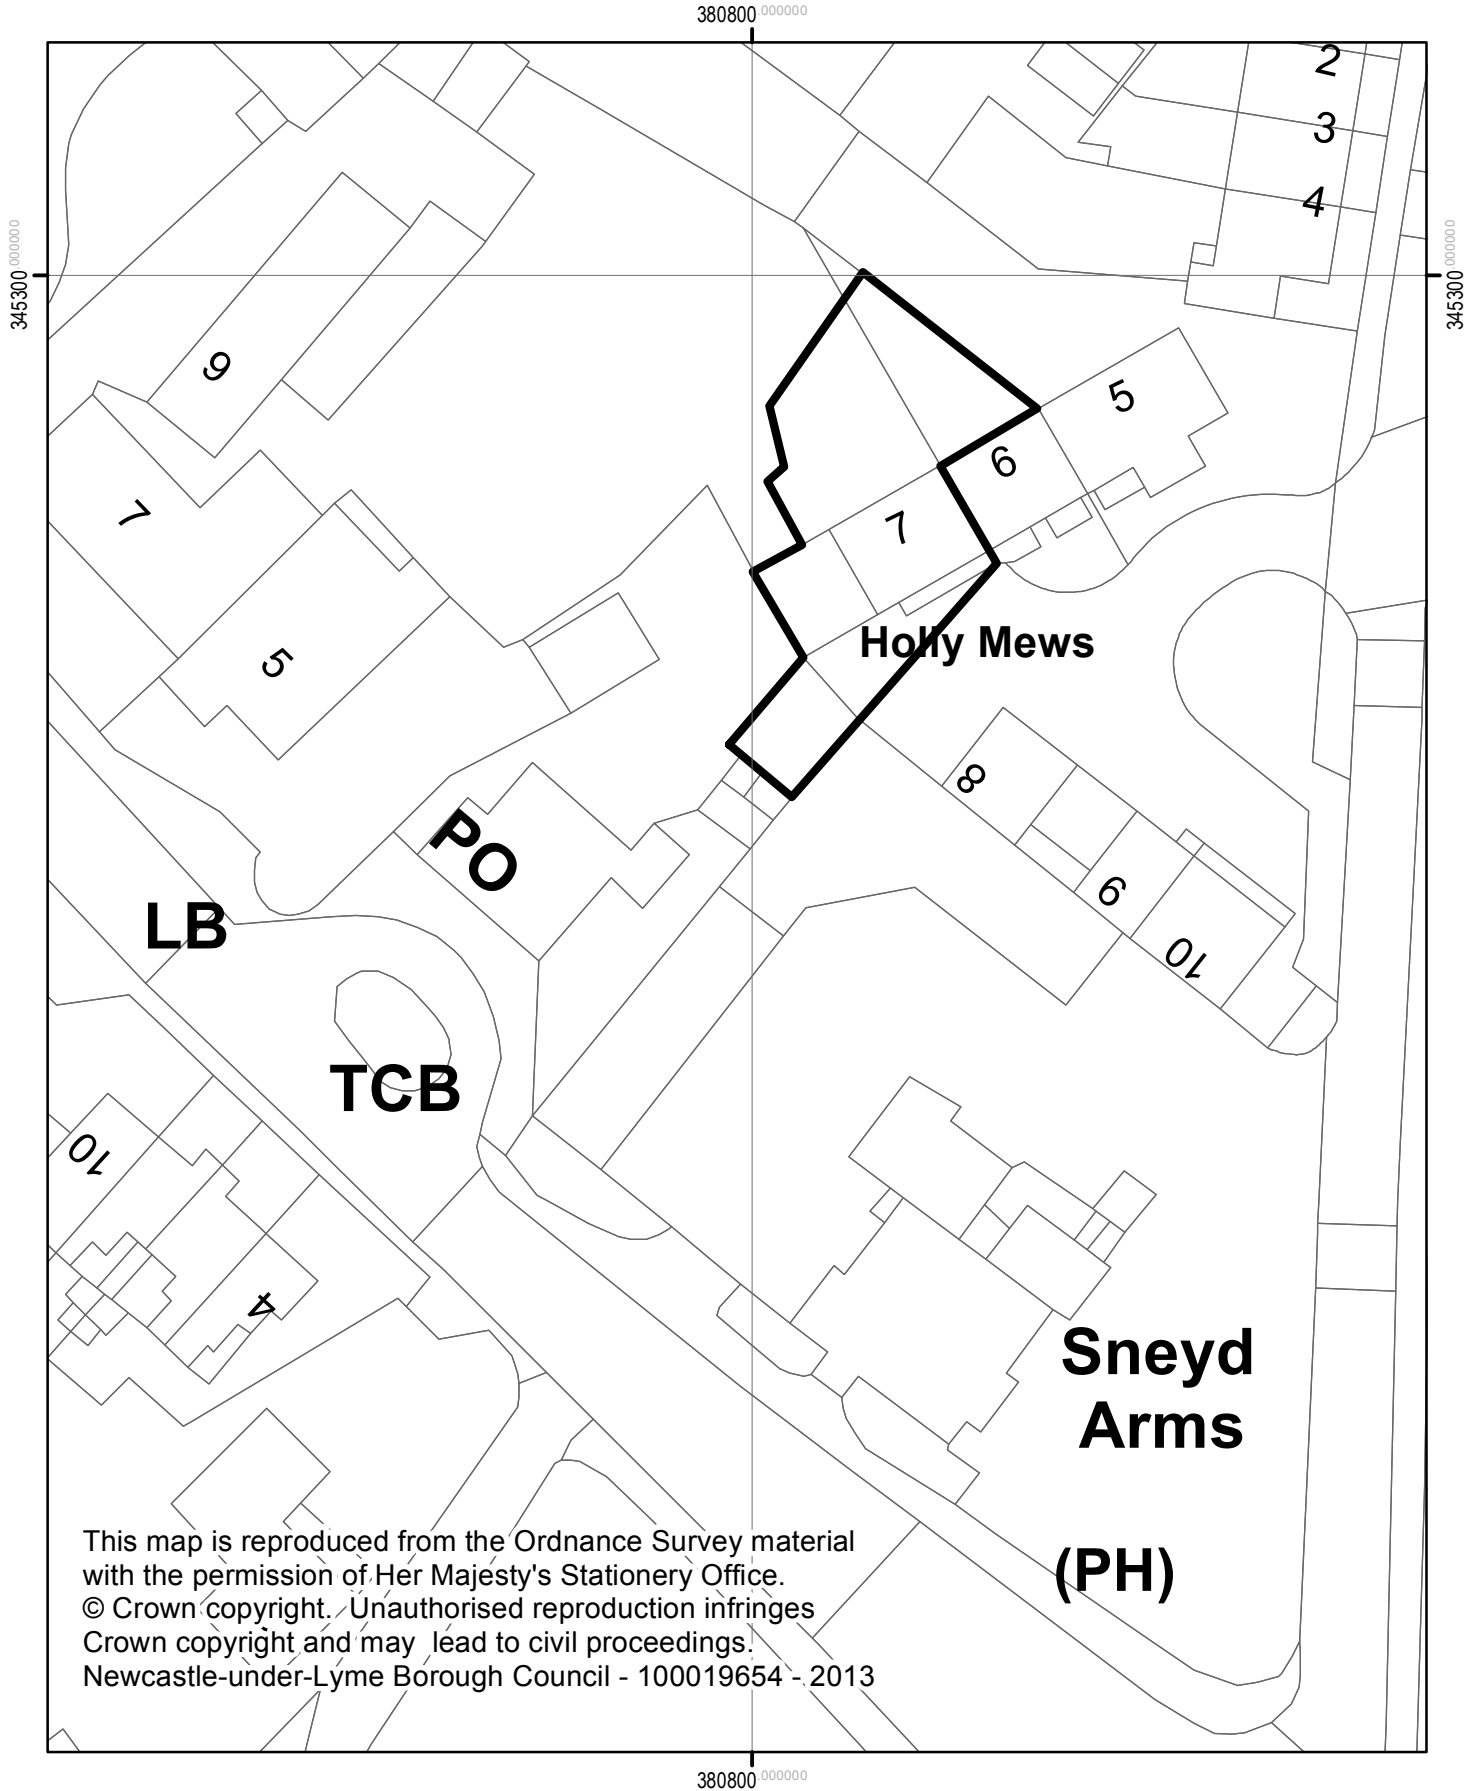 380800.000000
2
3
4
345300.000000
345300.000000
9
5
6
7
7
5
Holly Mews
8
PO
9
LB
10
TCB
10
4
Sneyd
Arms
(PH)
This map is reproduced from the Ordnance Survey material
with the permission of Her Majesty's Stationery Office.
© Crown copyright. Unauthorised reproduction infringes
Crown copyright and may lead to civil proceedings.
Newcastle-under-Lyme Borough Council - 100019654 - 2013
380800.000000